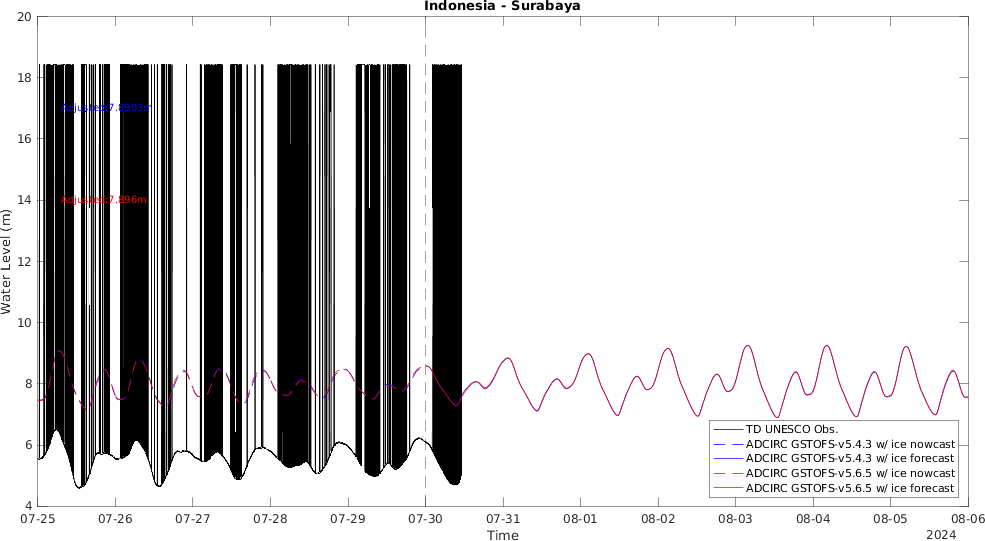 Indonesia - Surabaya
20
18
16
14
12
10
8
6
4
Water Level (m)
Adjusted:7.896m
TD UNESCO Obs.
ADCIRC GSTOFS-v5.4.3 w/ ice nowcast
ADCIRC GSTOFS-v5.4.3 w/ ice forecast
ADCIRC GSTOFS-v5.6.5 w/ ice nowcast
ADCIRC GSTOFS-v5.6.5 w/ ice forecast
07-25 07-26 07-27 07-28 07-29 07-30 07-31 08-01 08-02 08-03 08-04 08-05 08-06
Time
2024